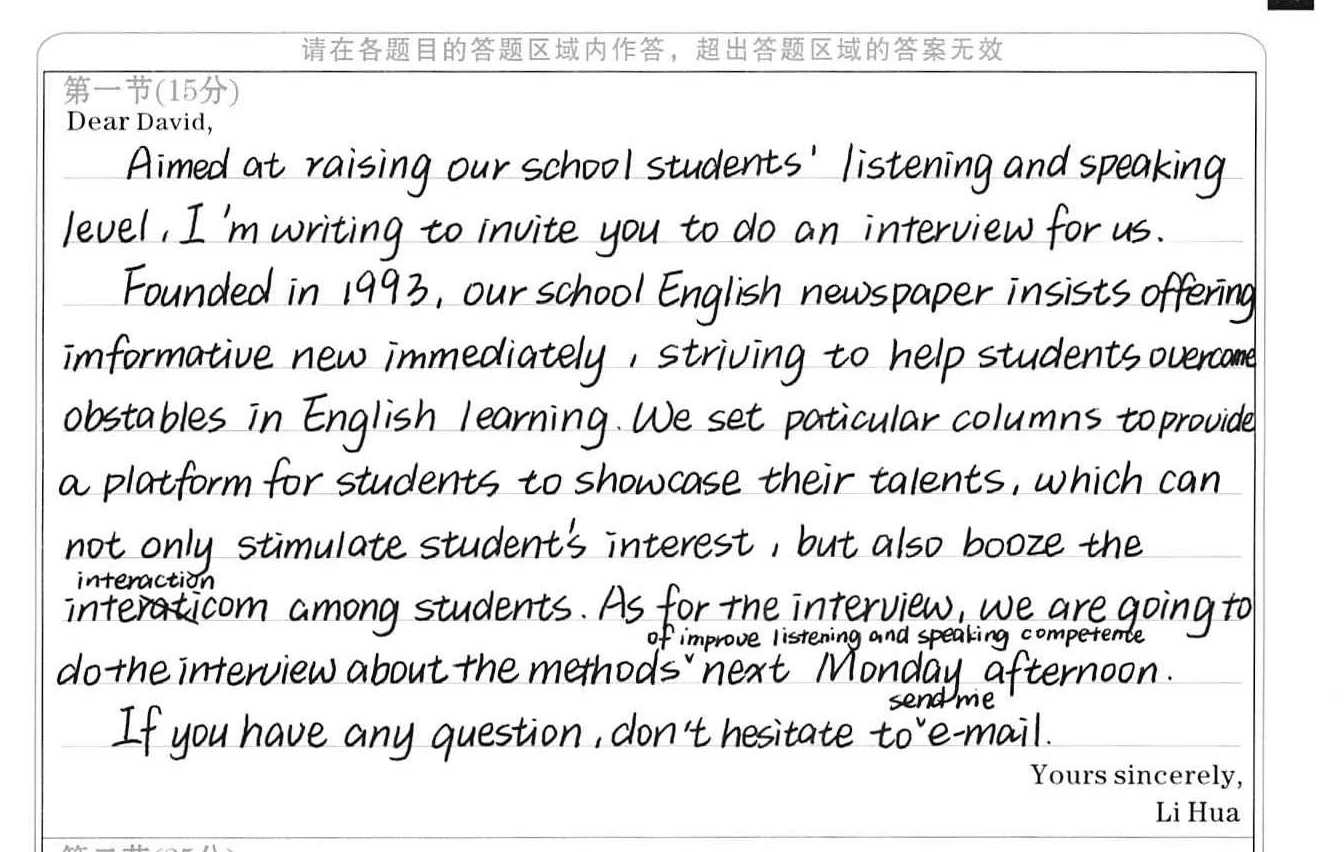 请在各题目的答题区域内作答，超出答题区域的答案无效
第一节(15分)
Dear David,
Aimed at raising our school students' listening and speaking
level, I'm writing to invite you to do an interview for us.
Founded in 1993, our school English newspaper insists offering
imformative new immediately, striving to help students overcome
obstables in English learning. We set paticular columns to provide
a platform for students to showcase their talents, which can
not only stimulate student's interest, but also booze the
interaction
among students. As for the interview, we are going to
of improve listening and speaking competente
do the interview about the methods next Monday afternoon.
send me
If you have any question, don't hesitate to e-mail.
Yours sincerely,
Li Hua